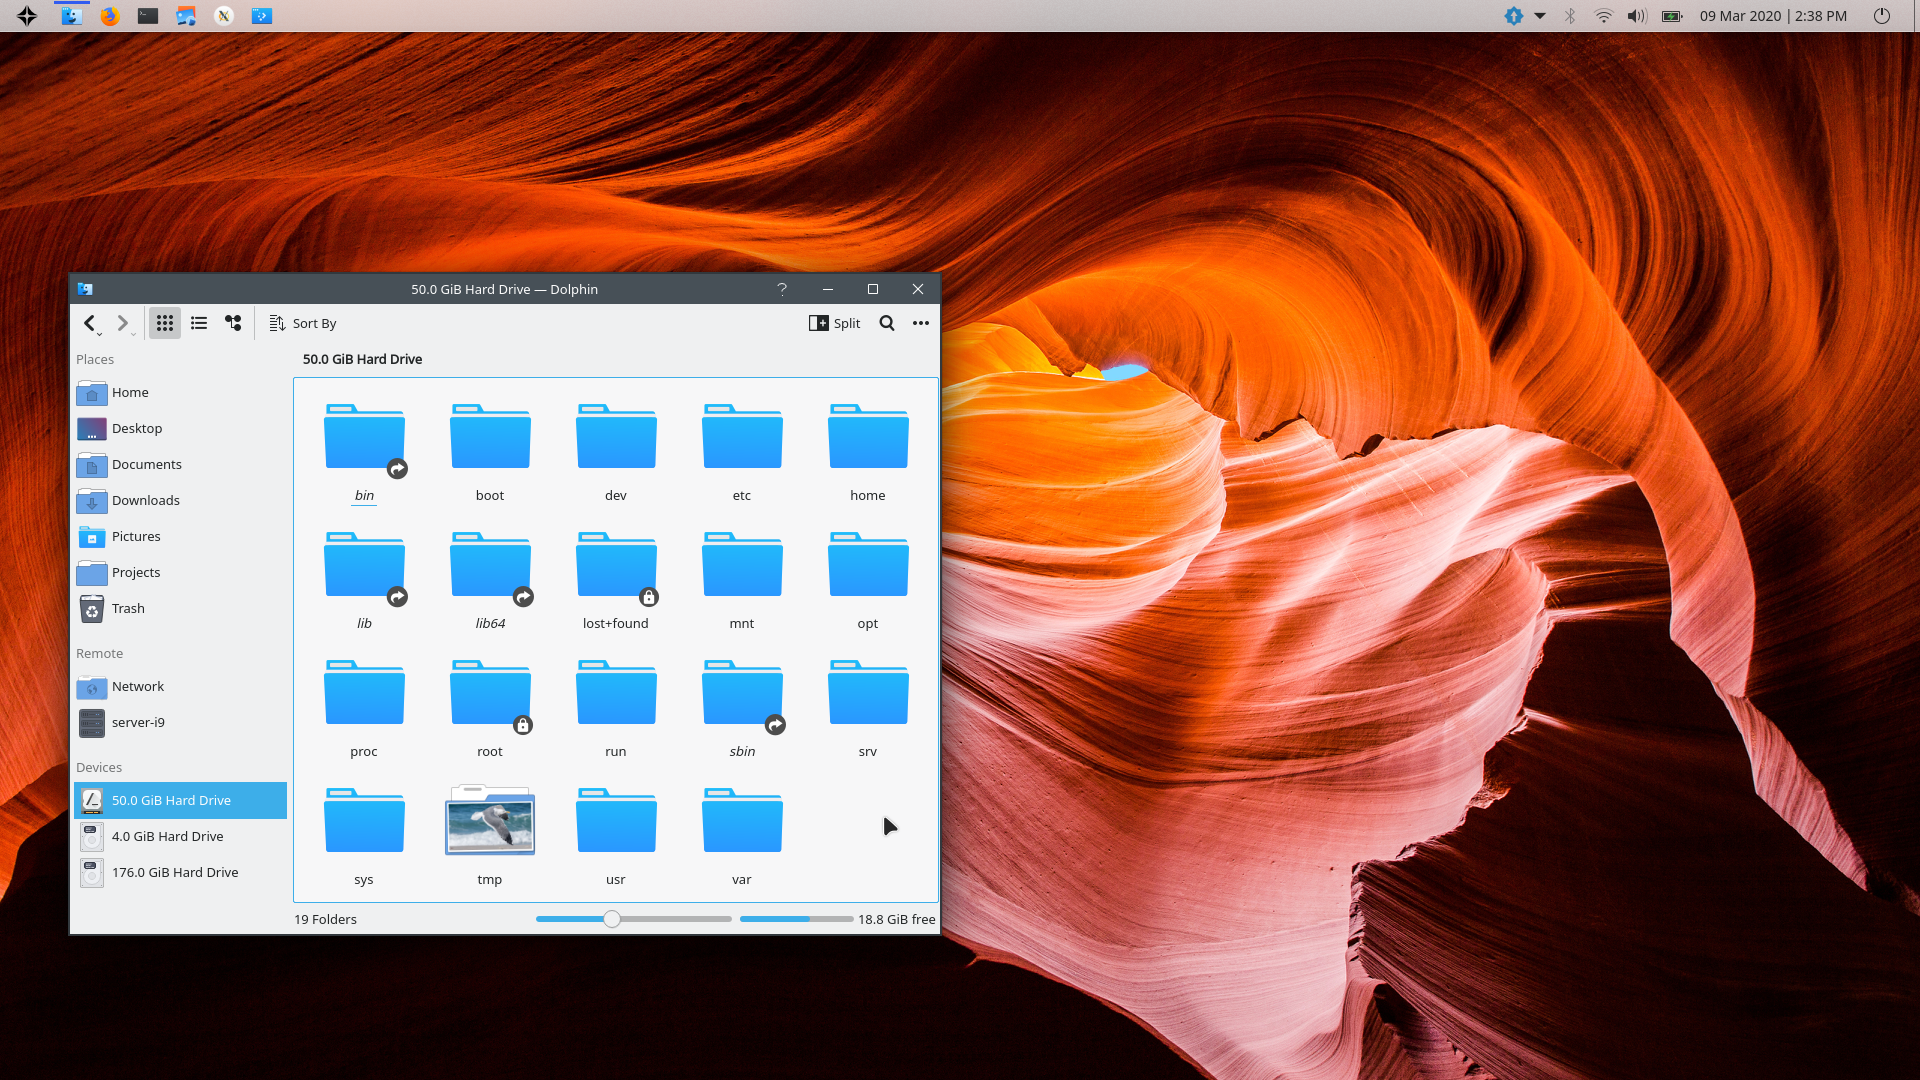 09 Mar 2020 | 2:38 PM
50.0 GiB Hard Drive — Dolphin
Sort By
Split
Places
Home
Desktop
Documents
Downloads
Pictures
Projects
Trash
Remote
Network
server-i9
Devices
50.0 GiB Hard Drive
4.0 GiB Hard Drive
176.0 GiB Hard Drive
50.0 GiB Hard Drive
bin boot dev etc home
lib lib64 lost+found mnt opt
proc root run sbin srv
sys tmp usr var
19 Folders 18.8 GiB free